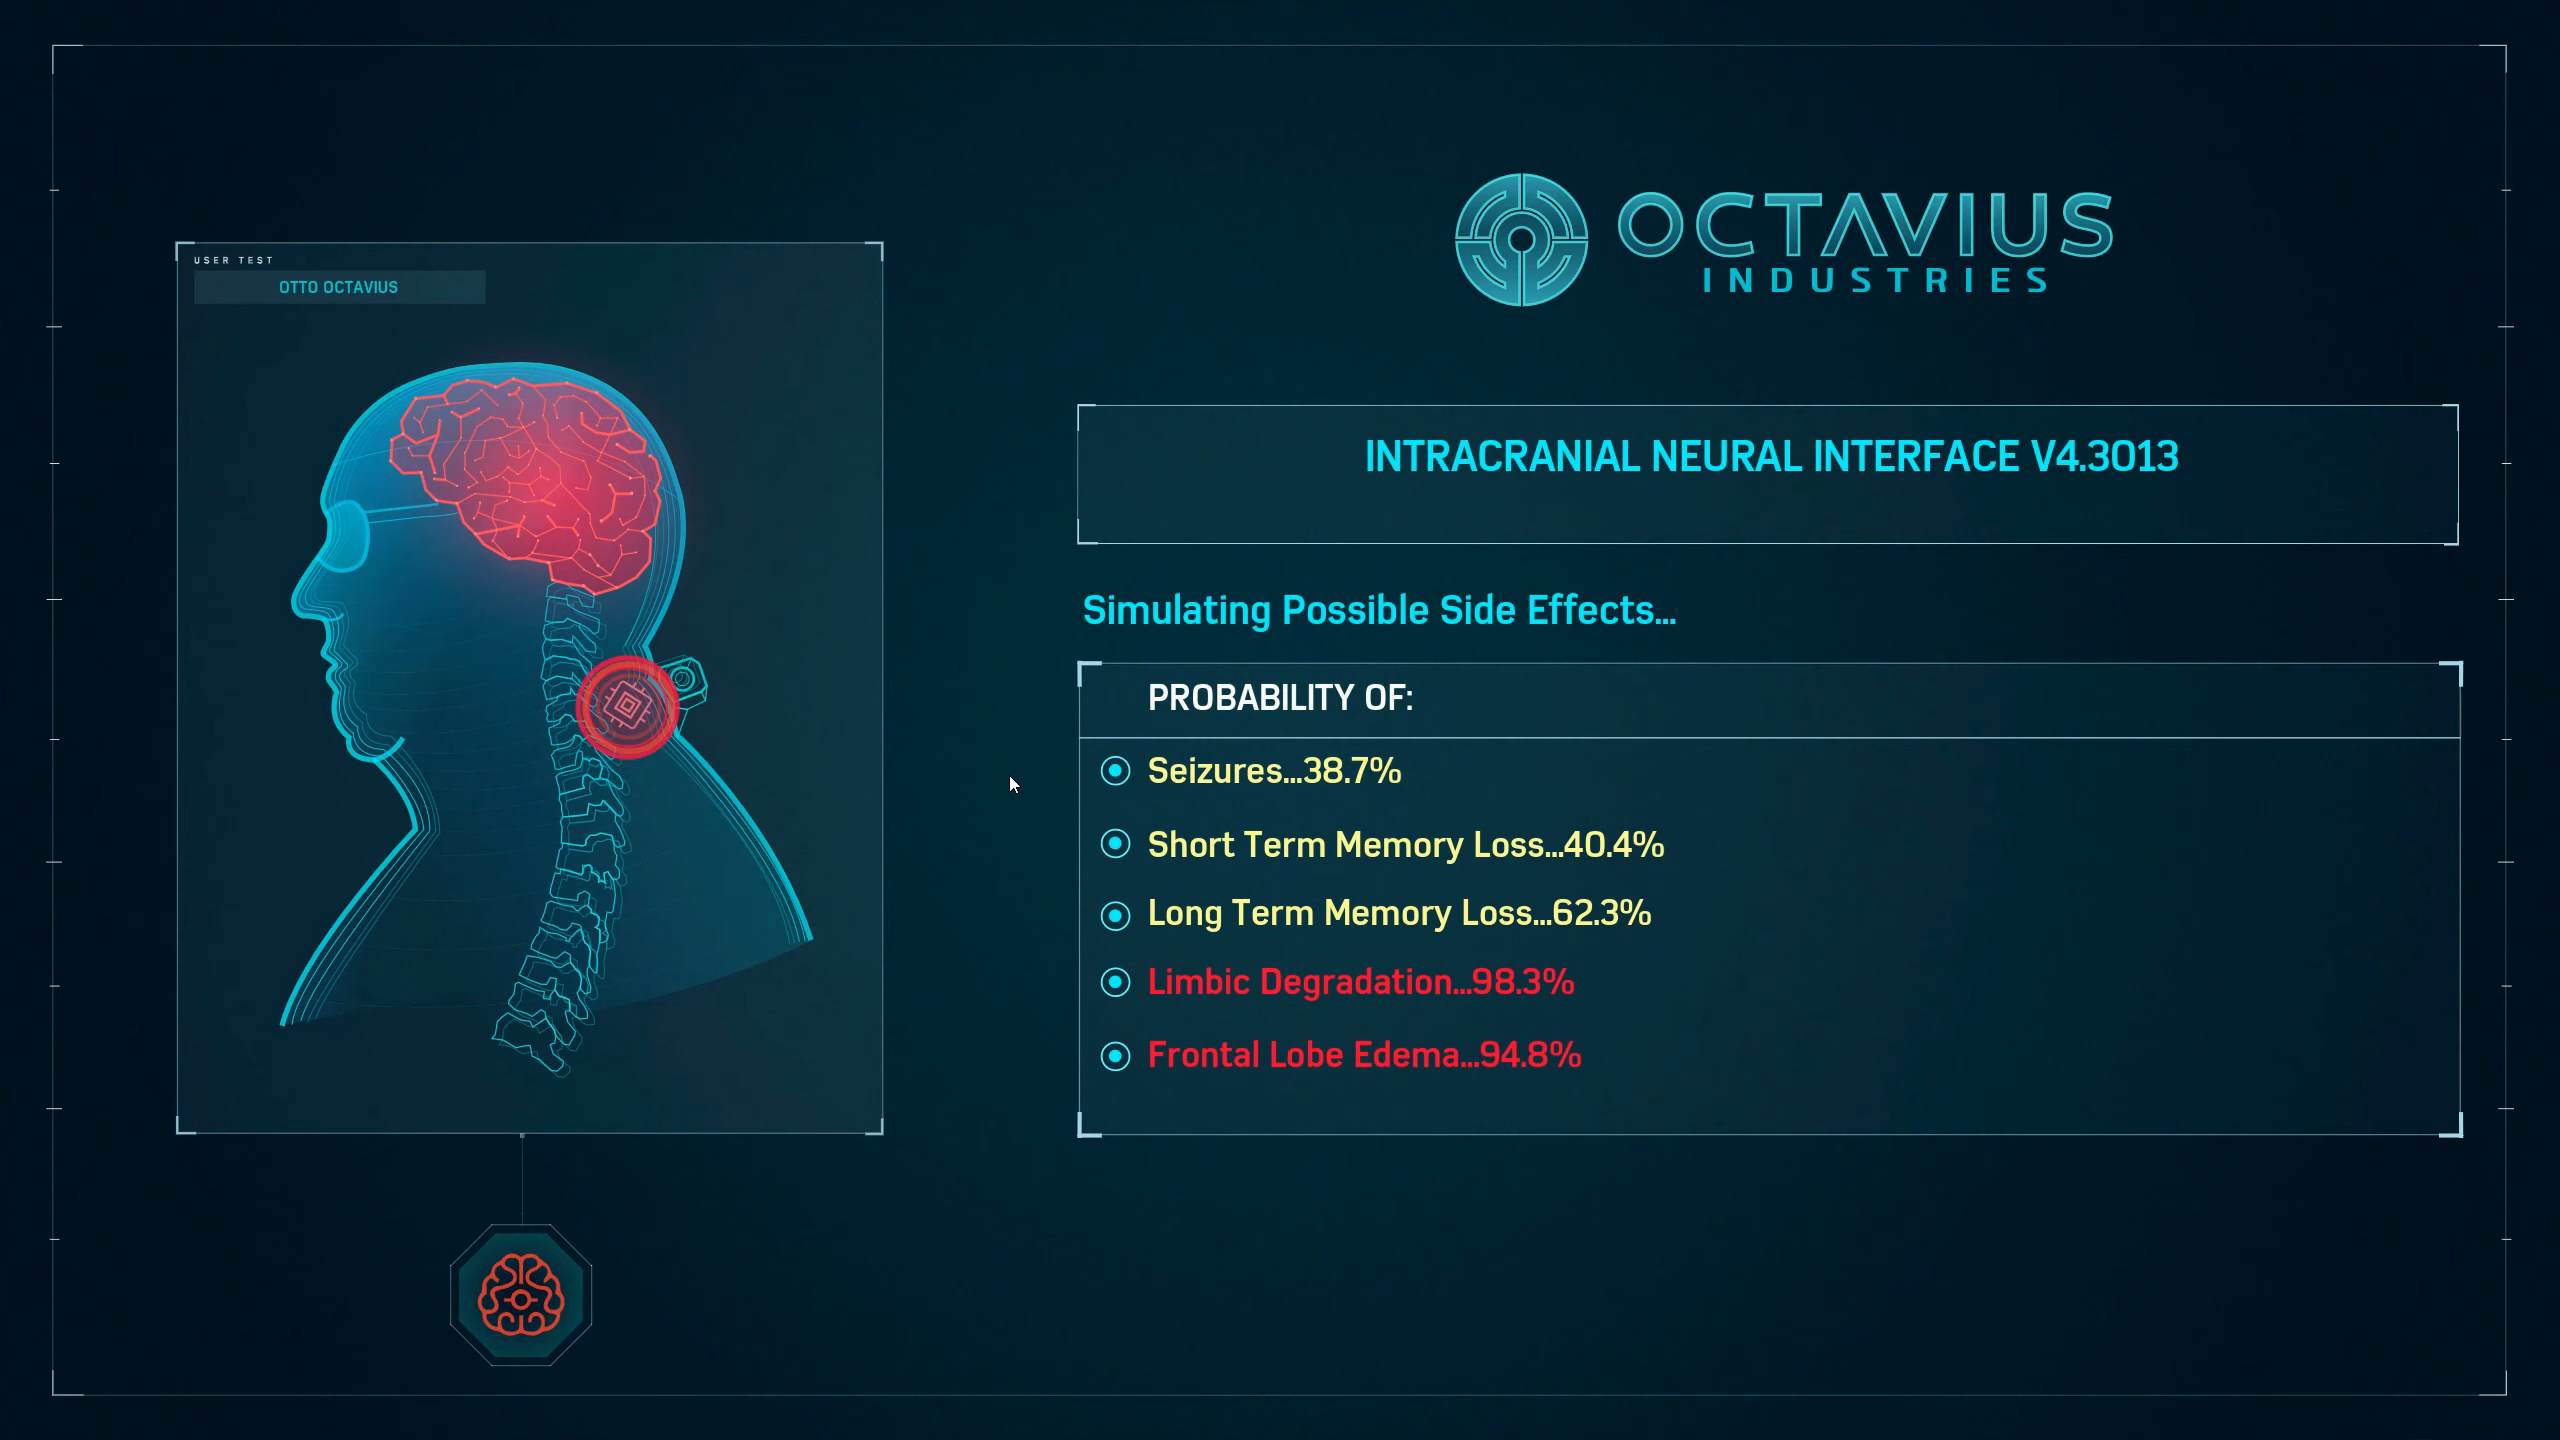 USER TEST
OTTO OCTAVIUS
OCTAVIUS
INDUSTRIES
INTRACRANIAL NEURAL INTERFACE V4.3013
Simulating Possible Side Effects...
PROBABILITY OF:
Seizures...38.7%
Short Term Memory Loss...40.4%
Long Term Memory Loss...62.3%
Limbic Degradation...98.3%
Frontal Lobe Edema...94.8%